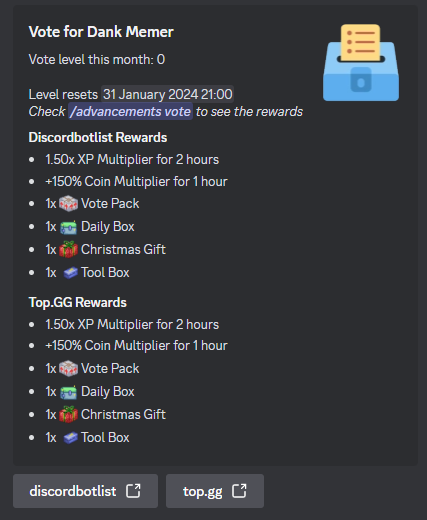 Vote for Dank Memer
Vote level this month: 0
Level resets 31 January 2024 21:00
Check /advancements vote to see the rewards
Discordbotlist Rewards
• 1.50x XP Multiplier for 2 hours
• +150% Coin Multiplier for 1 hour
• 1x Vote Pack
• 1x Daily Box
• 1x Christmas Gift
• 1x Tool Box
Top.GG Rewards
• 1.50x XP Multiplier for 2 hours
• +150% Coin Multiplier for 1 hour
• 1x Vote Pack
• 1x Daily Box
• 1x Christmas Gift
• 1x Tool Box
discordbotlist top.gg